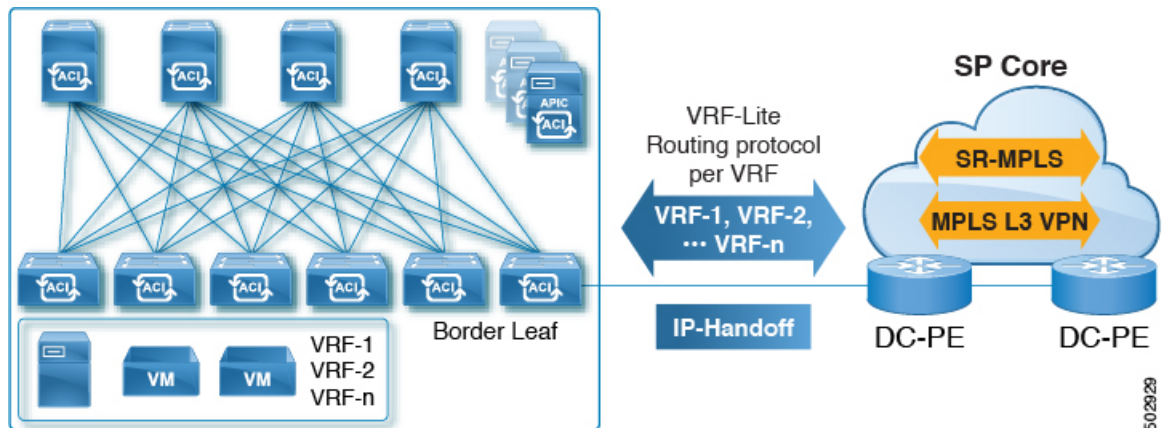 ACI
ACI
ACI
ACI
APIC
ACI
ACI
ACI
ACI
ACI
ACI
ACI
Border Leaf
VM
VM
VRF-1
VRF-2
VRF-n
VRF-Lite
Routing protocol
per VRF
VRF-1, VRF-2,
··· VRF-n
IP-Handoff
SP Core
SR-MPLS
MPLS L3 VPN
DC-PE
DC-PE
502929